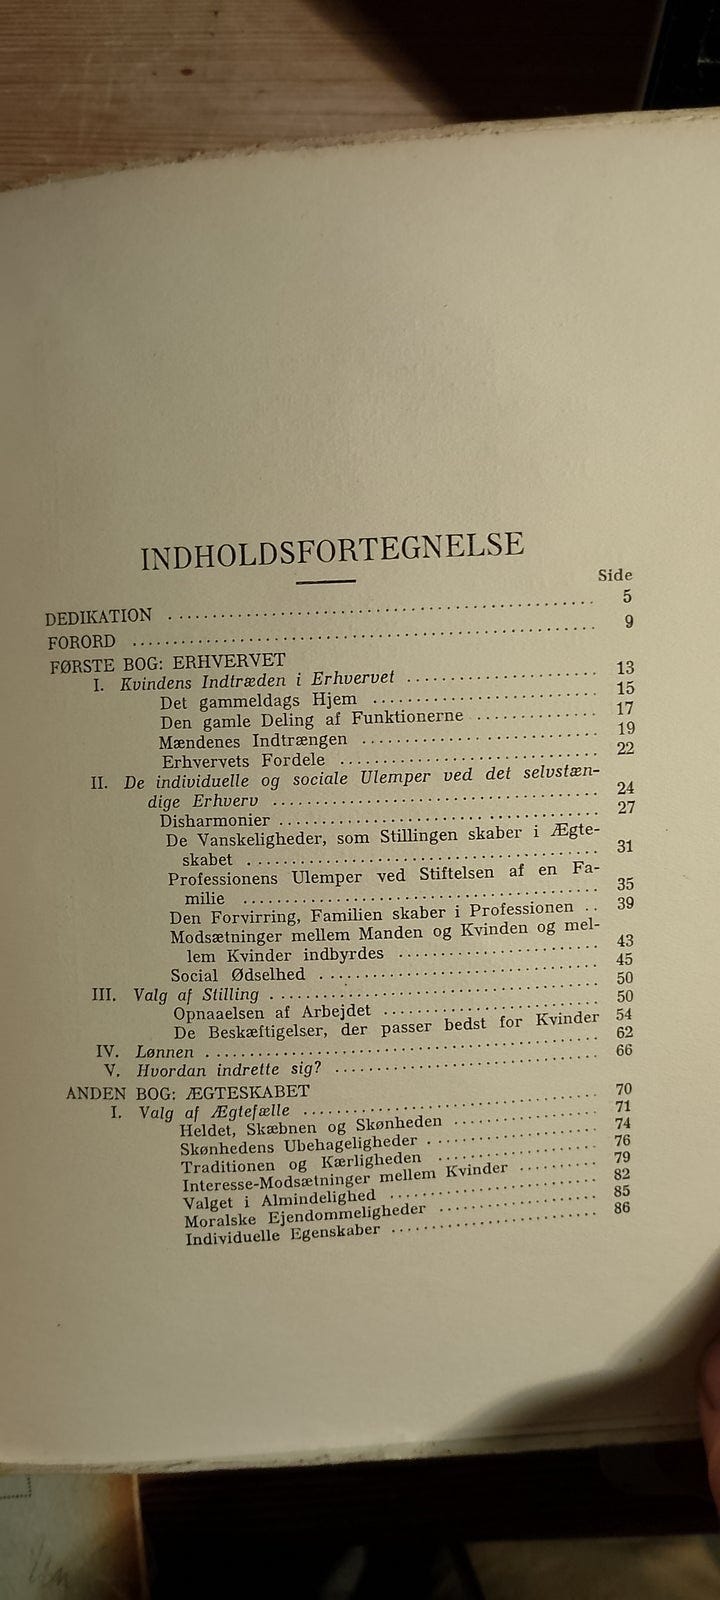 INDHOLDSFORTEGNELSE
Side
DEDIKATION ........ 5
FORORD ........ 9
FØRSTE BOG: ERHVERVET
I. Kvindens Indtræden i Erhvervet ........ 13
Det gammeldags Hjem ........ 15
Den gamle Deling af Funktionerne ........ 17
Mændenes Indtrængen ........ 19
Erhvervets Fordele ........ 22
II. De individuelle og sociale Ulemper ved det selvstæn-
dige Erhverv ........ 24
Disharmonier ........ 27
De Vanskeligheder, som Stillingen skaber i Ægte-
skabet ........ 31
Professionens Ulemper ved Stiftelsen af en Fa-
milie ........ 35
Den Forvirring, Familien skaber i Professionen .. 39
Modsætninger mellem Manden og Kvinden og mel-
lem Kvinder indbyrdes ........ 43
Social Ødselhed ........ 45
III. Valg af Stilling ........ 50
Opnaaelsen af Arbejdet ........ 50
De Beskæftigelser, der passer bedst for Kvinder 54
IV. Lønnen ........ 62
V. Hvordan indrette sig? ........ 66
ANDEN BOG: ÆGTESKABET
I. Valg af Ægtefælle ........ 70
Heldet, Skæbnen og Skønheden ........ 71
Skønhedens Ubehageligheder ........ 74
Traditionen og Kærligheden ........ 76
Interesse-Modsætninger mellem Kvinder ........ 79
Valget i Almindelighed ........ 82
Moralske Ejendommeligheder ........ 85
Individuelle Egenskaber ........ 86